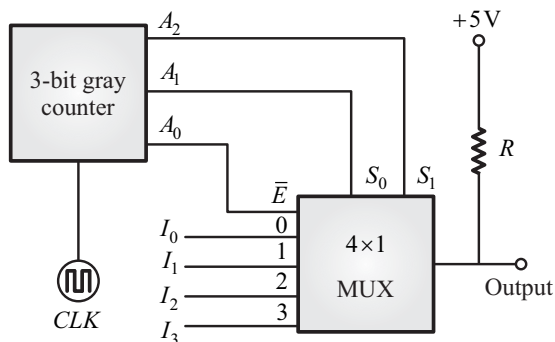 A₂
+5V
3-bit gray
counter
A₁
A₀
R
E̅
S₀
S₁
I₀
0
I₁
1
4×1
I₂
2
MUX
I₃
3
Output
CLK